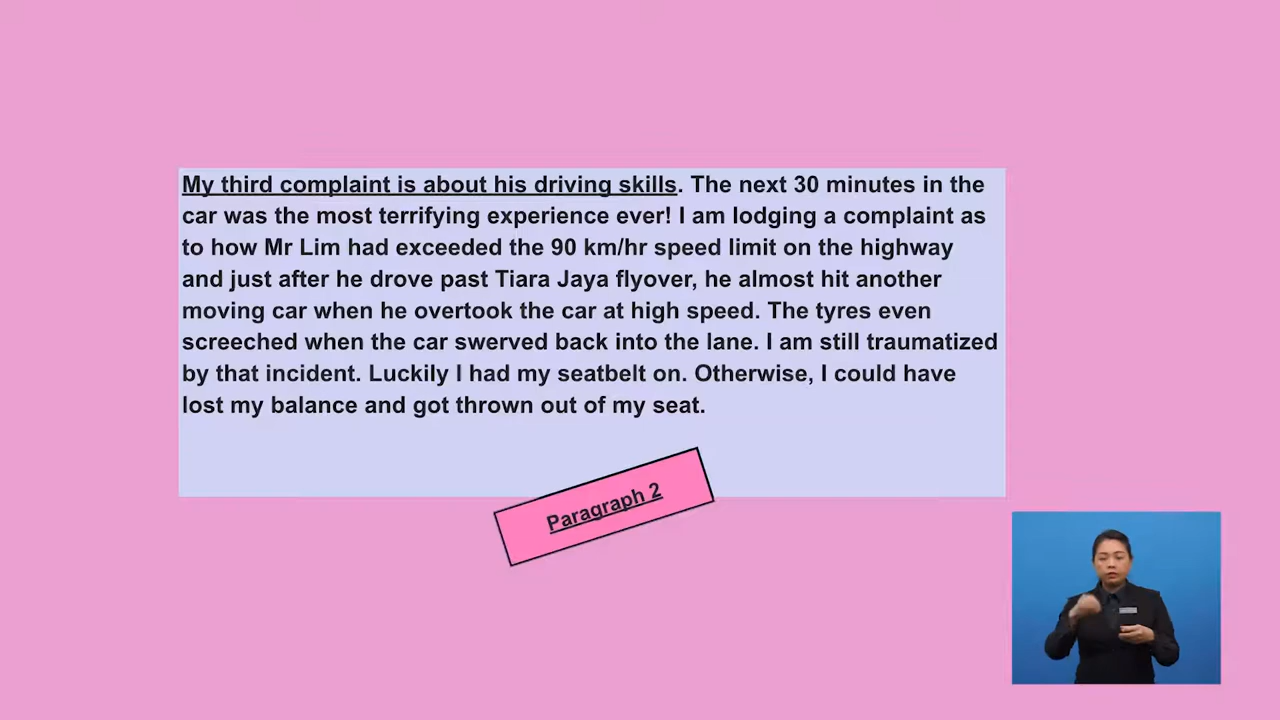 My third complaint is about his driving skills. The next 30 minutes in the
car was the most terrifying experience ever! I am lodging a complaint as
to how Mr Lim had exceeded the 90 km/hr speed limit on the highway
and just after he drove past Tiara Jaya flyover, he almost hit another
moving car when he overtook the car at high speed. The tyres even
screeched when the car swerved back into the lane. I am still traumatized
by that incident. Luckily I had my seatbelt on. Otherwise, I could have
lost my balance and got thrown out of my seat.
Paragraph 2